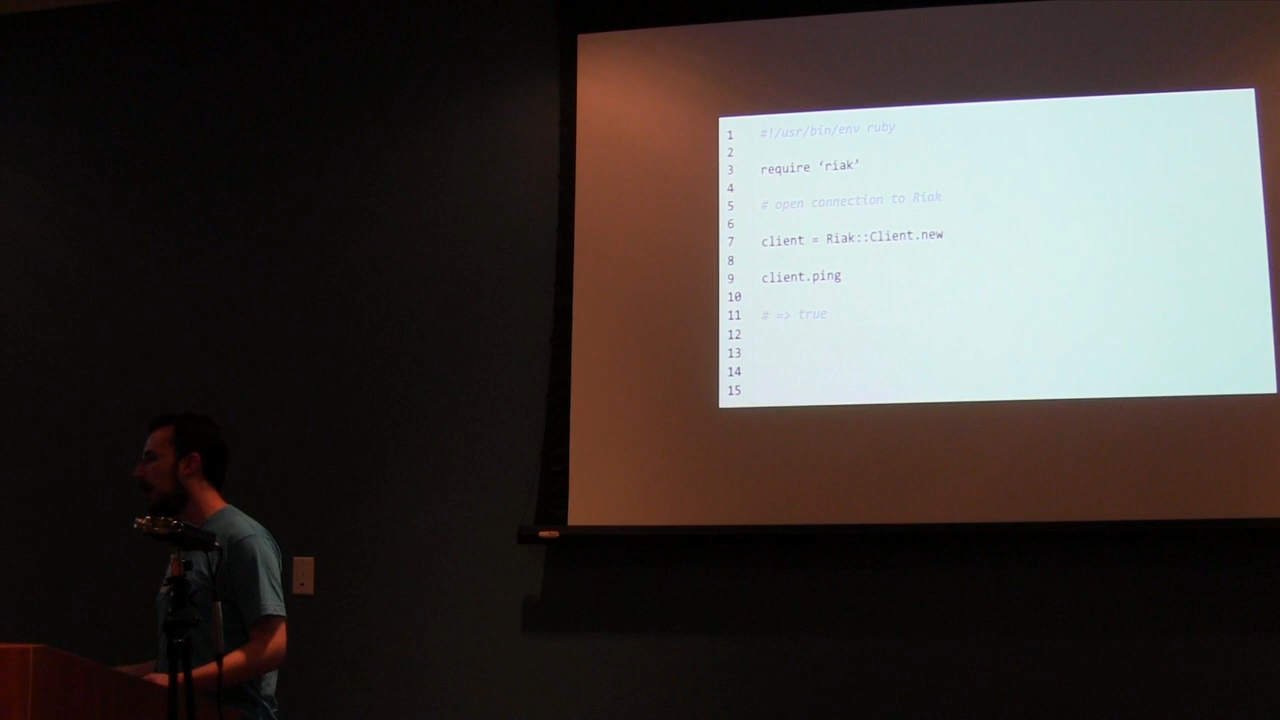 1 #!/usr/bin/env ruby
2
3 require ‘riak’
4
5 # open connection to Riak
6
7 client = Riak::Client.new
8
9 client.ping
10
11 # => true
12
13
14
15